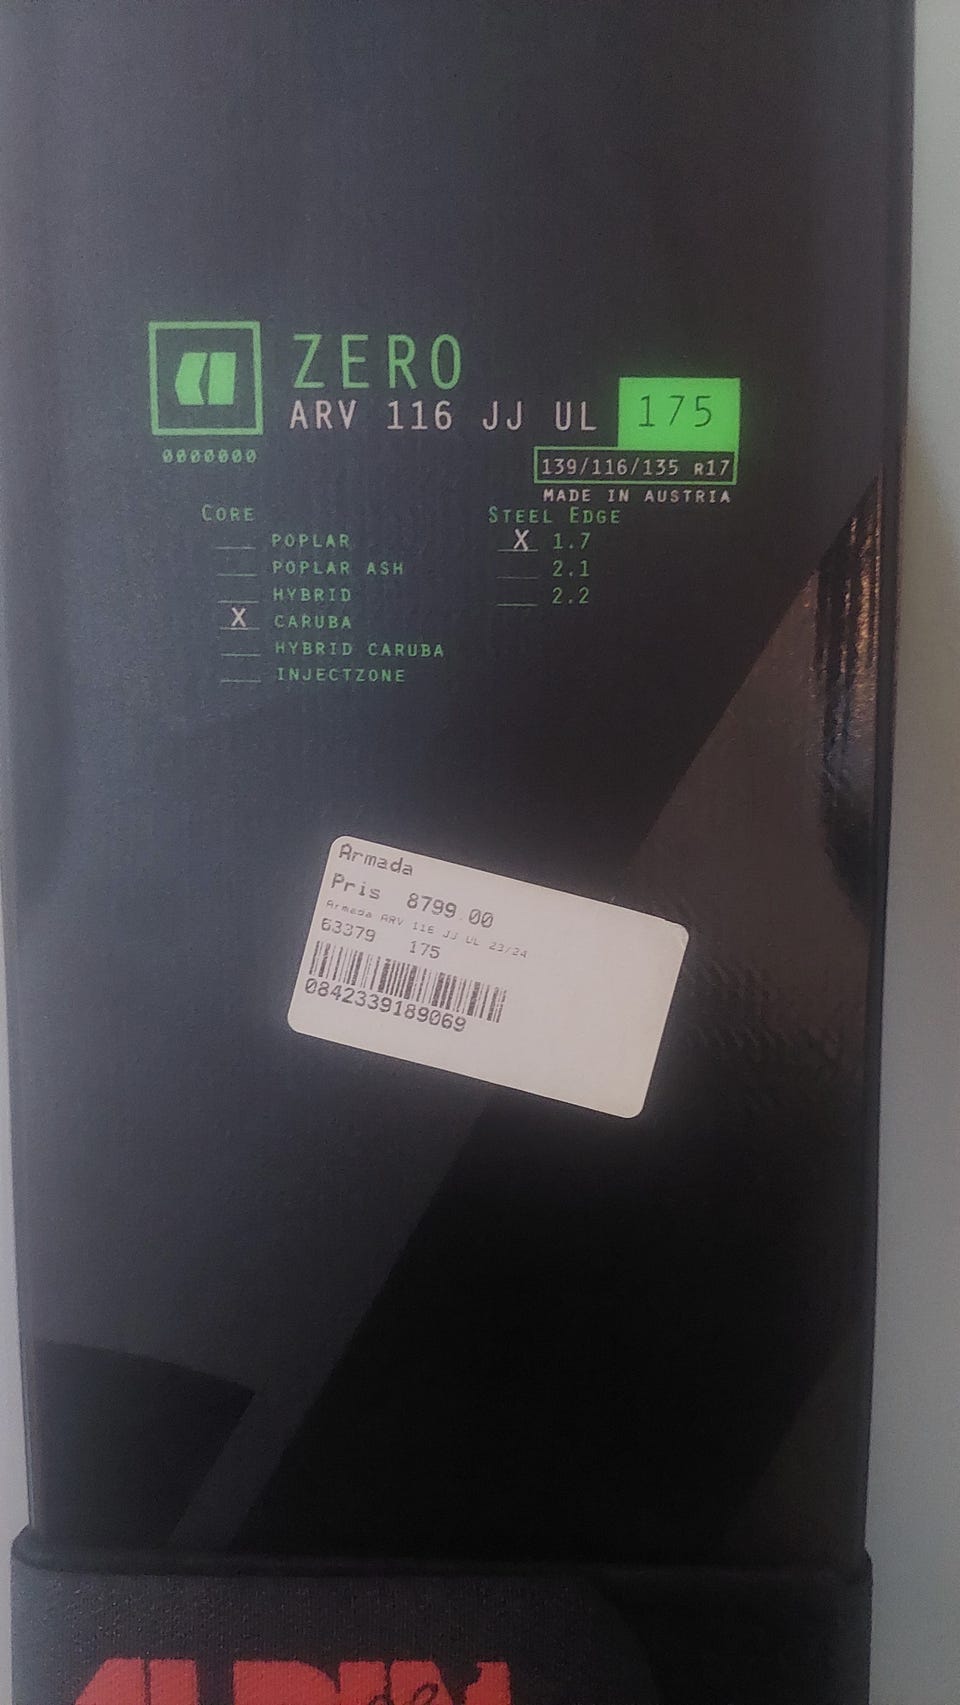 ZERO
ARV 116 JJ UL 175
0000000
139/116/135 R17
MADE IN AUSTRIA
CORE
POPLAR
POPLAR ASH
HYBRID
X CARUBA
HYBRID CARUBA
INJECTZONE
STEEL EDGE
X 1.7
2.1
2.2
Armada
Pris 8799.00
Armada ARV 116 JJ UL 23/24
63379 175
0842339189069